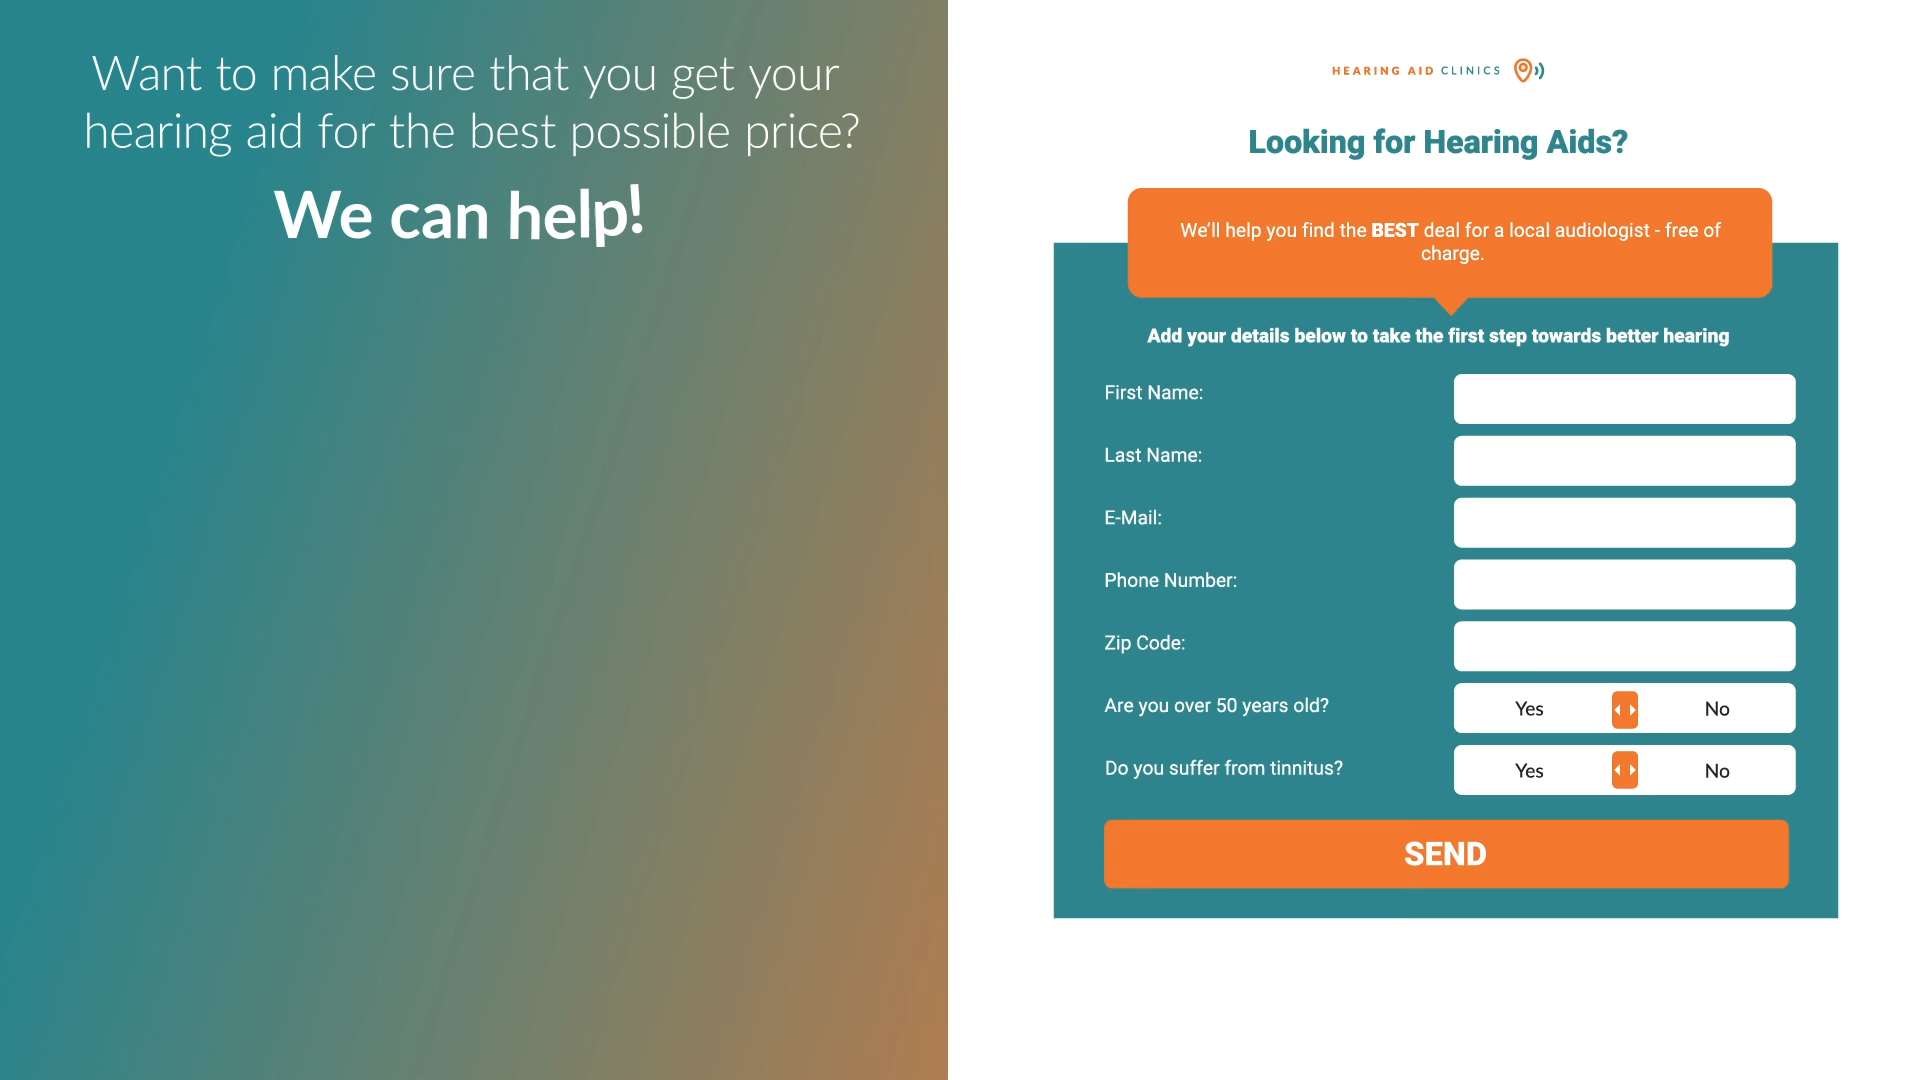 Want to make sure that you get your
hearing aid for the best possible price?
We can help!
HEARING AID CLINICS
Looking for Hearing Aids?
We'll help you find the BEST deal for a local audiologist - free of
charge.
Add your details below to take the first step towards better hearing
First Name:
Last Name:
E-Mail:
Phone Number:
Zip Code:
Are you over 50 years old? Yes No
Do you suffer from tinnitus? Yes No
SEND